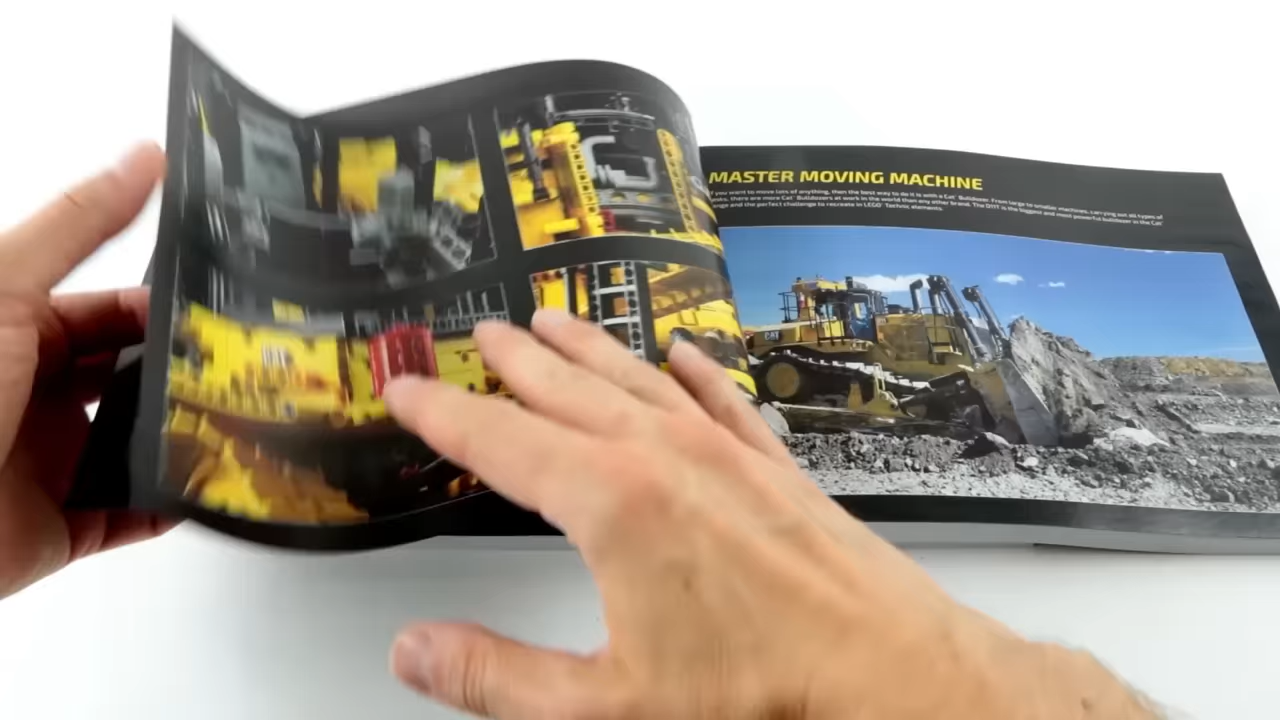 MASTER MOVING MACHINE
If you want to move lots of anything, then the best way to do it is with a Cat® Bulldozer. From large to smaller machines, carrying out all types of
tasks, there are more Cat® Bulldozers at work in the world than any other brand. The D11T is the biggest and most powerful bulldozer in the Cat®
range and the perfect challenge to recreate in LEGO® Technic elements.
CAT